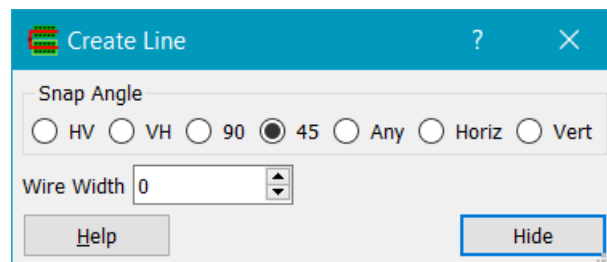 Create Line ? ×
Snap Angle
HV VH 90 45 Any Horiz Vert
Wire Width 0
Help Hide